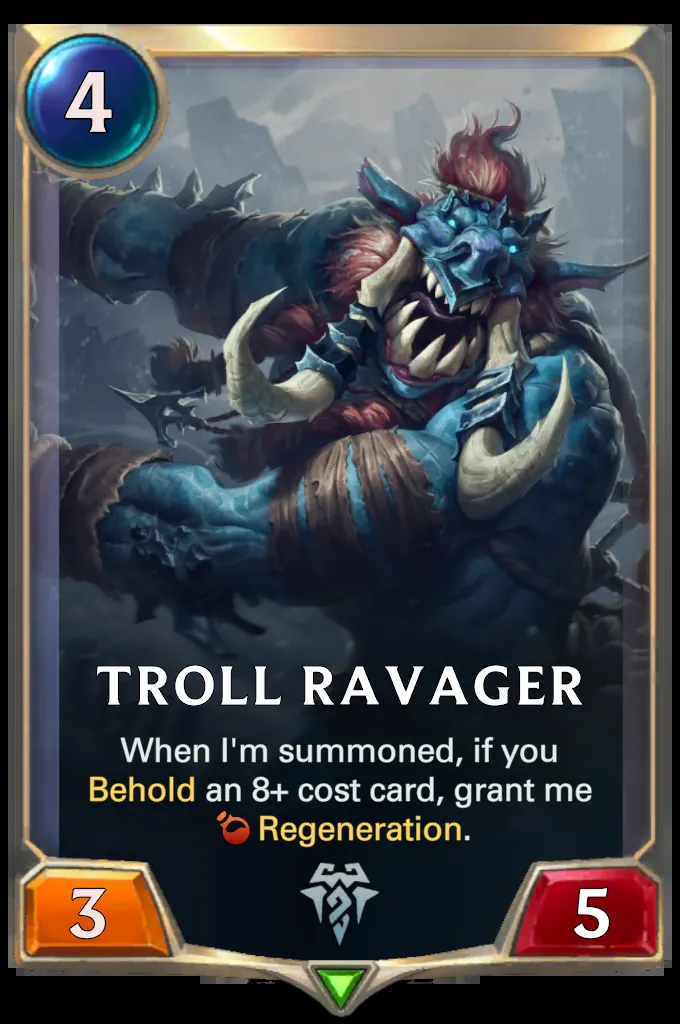 4
TROLL RAVAGER
When I'm summoned, if you
Behold an 8+ cost card, grant me
Regeneration.
3
5